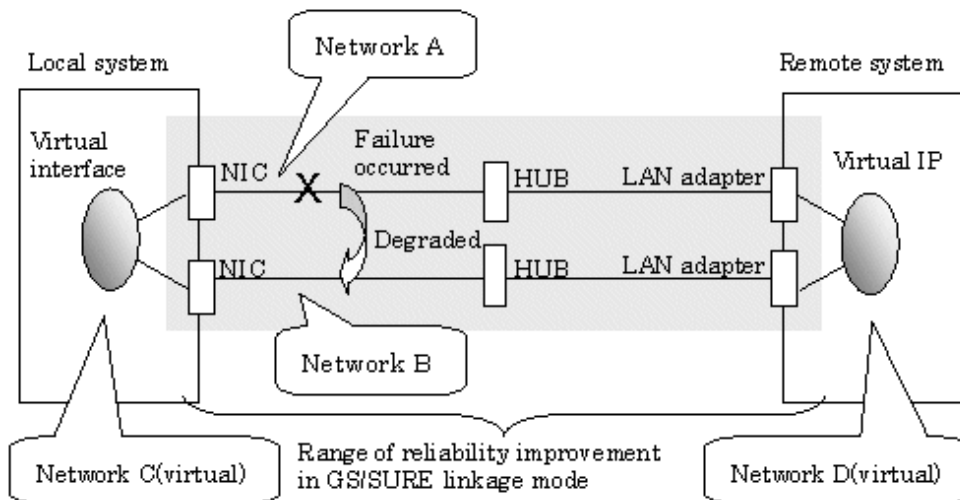 Network A
Local system
Remote system
Virtual
interface
Failure
occurred
Virtual IP
NIC
HUB
LAN adapter
X
Degraded
NIC
HUB
LAN adapter
Network B
Range of reliability improvement
in GS/SURE linkage mode
Network C(virtual)
Network D(virtual)